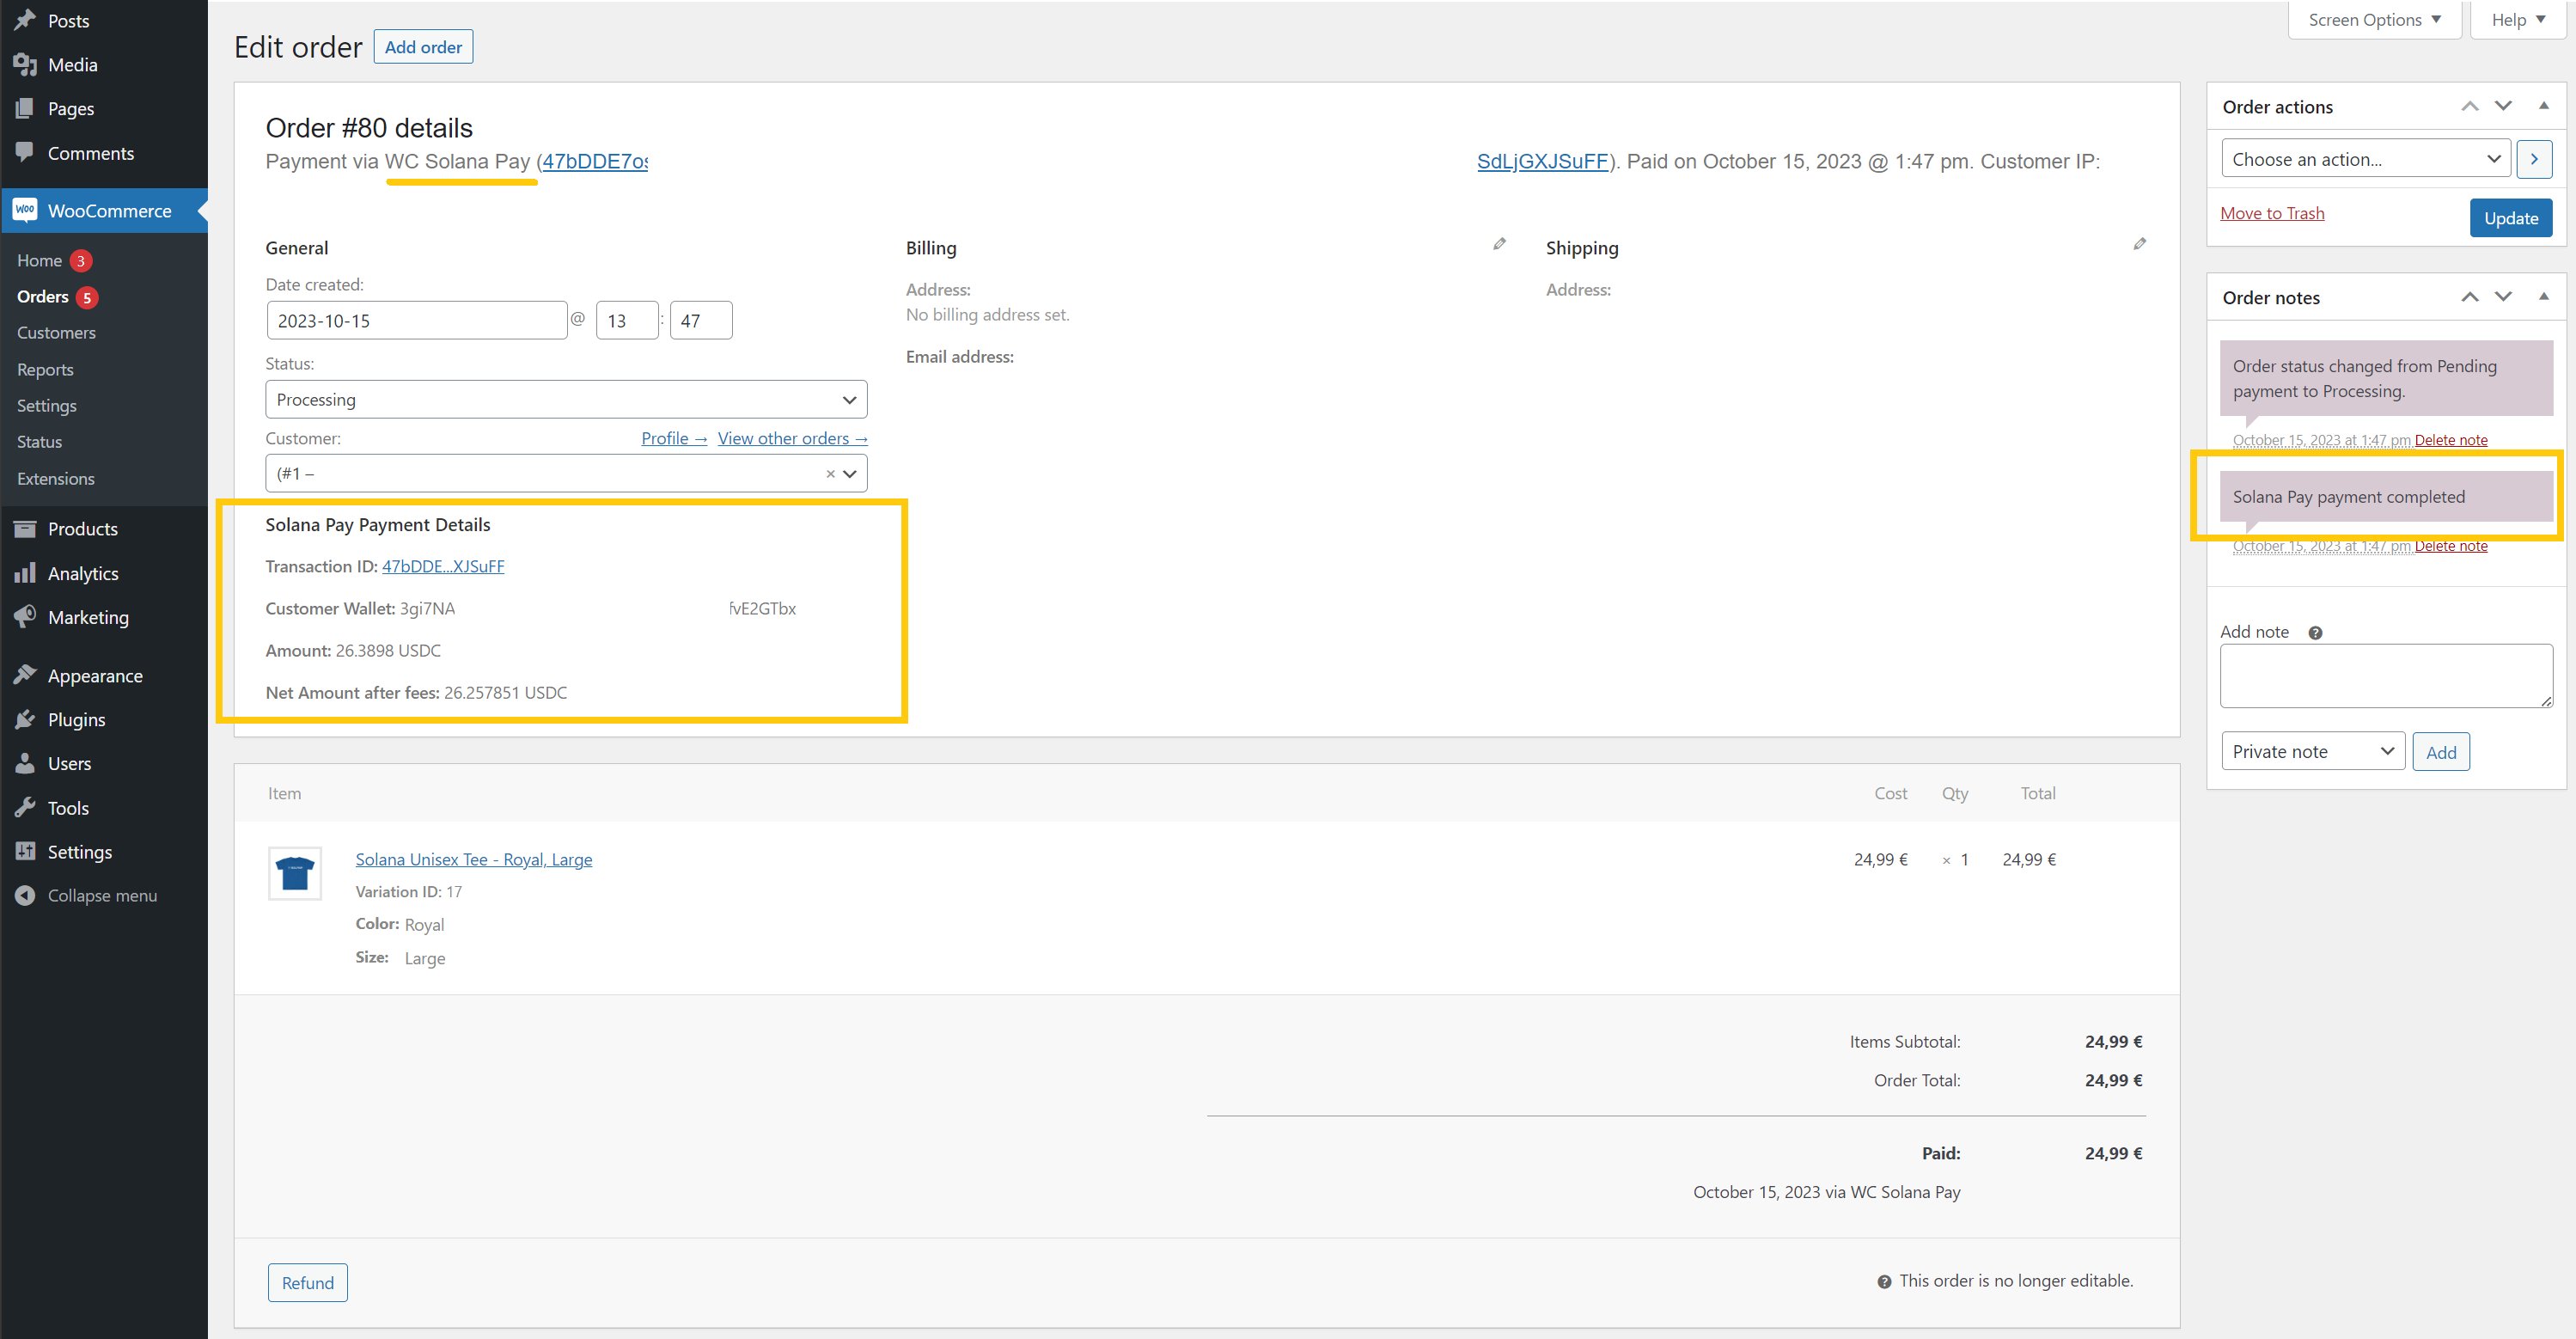 Posts
Media
Pages
Comments
WooCommerce
Home 3
Orders 5
Customers
Reports
Settings
Status
Extensions
Products
Analytics
Marketing
Appearance
Plugins
Users
Tools
Settings
Collapse menu
Screen Options ▼
Help ▼
Edit order
Add order
Order #80 details
Payment via WC Solana Pay (47bDDE7os SdLjGXJSuFF). Paid on October 15, 2023 @ 1:47 pm. Customer IP:
General
Date created:
2023-10-15 @ 13 : 47
Status:
Processing
Customer: Profile → View other orders →
(#1 – ×
Solana Pay Payment Details
Transaction ID: 47bDDE...XJSuFF
Customer Wallet: 3gi7NA fvE2GTbx
Amount: 26.3898 USDC
Net Amount after fees: 26.257851 USDC
Billing
Address:
No billing address set.
Email address:
Shipping
Address:
Item Cost Qty Total
Solana Unisex Tee - Royal, Large 24,99 € × 1 24,99 €
Variation ID: 17
Color: Royal
Size: Large
Items Subtotal: 24,99 €
Order Total: 24,99 €
Paid: 24,99 €
October 15, 2023 via WC Solana Pay
Refund
This order is no longer editable.
Order actions
Choose an action...
Move to Trash
Update
Order notes
Order status changed from Pending
payment to Processing.
October 15, 2023 at 1:47 pm Delete note
Solana Pay payment completed
October 15, 2023 at 1:47 pm Delete note
Add note
Private note
Add